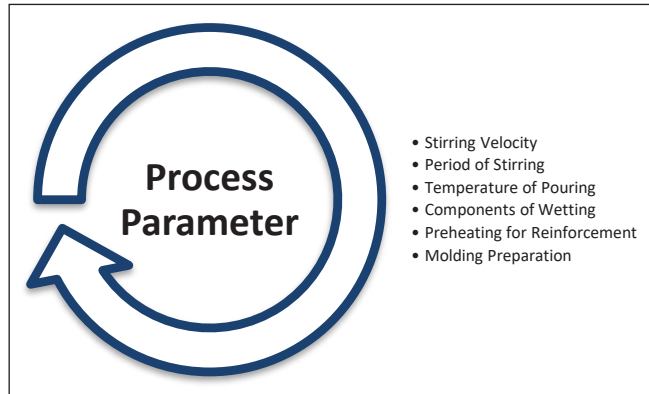 Process
Parameter
• Stirring Velocity
• Period of Stirring
• Temperature of Pouring
• Components of Wetting
• Preheating for Reinforcement
• Molding Preparation